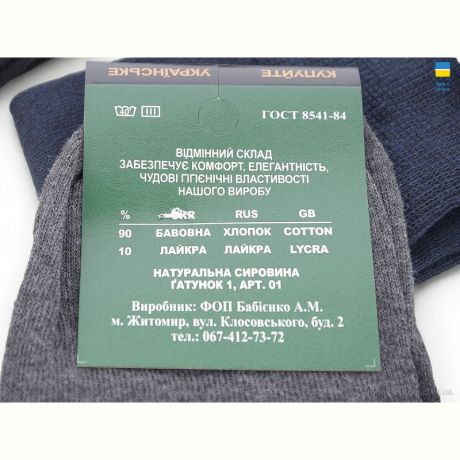 УКРАЇНСЬКЕ КУПУЙТЕ
40 ГОСТ 8541-84
ВІДМІННИЙ СКЛАД
ЗАБЕЗПЕЧУЄ КОМФОРТ, ЕЛЕГАНТНІСТЬ,
ЧУДОВІ ГІГІЄНІЧНІ ВЛАСТИВОСТІ
НАШОГО ВИРОБУ
% RUS GB
90 БАВОВНА ХЛОПОК COTTON
10 ЛАЙКРА ЛАЙКРА LYCRA
НАТУРАЛЬНА СИРОВИНА
ҐАТУНОК 1, АРТ. 01
Виробник: ФОП Бабієнко А.М.
м. Житомир, вул. Клосовського, буд. 2
тел.: 067-412-73-72